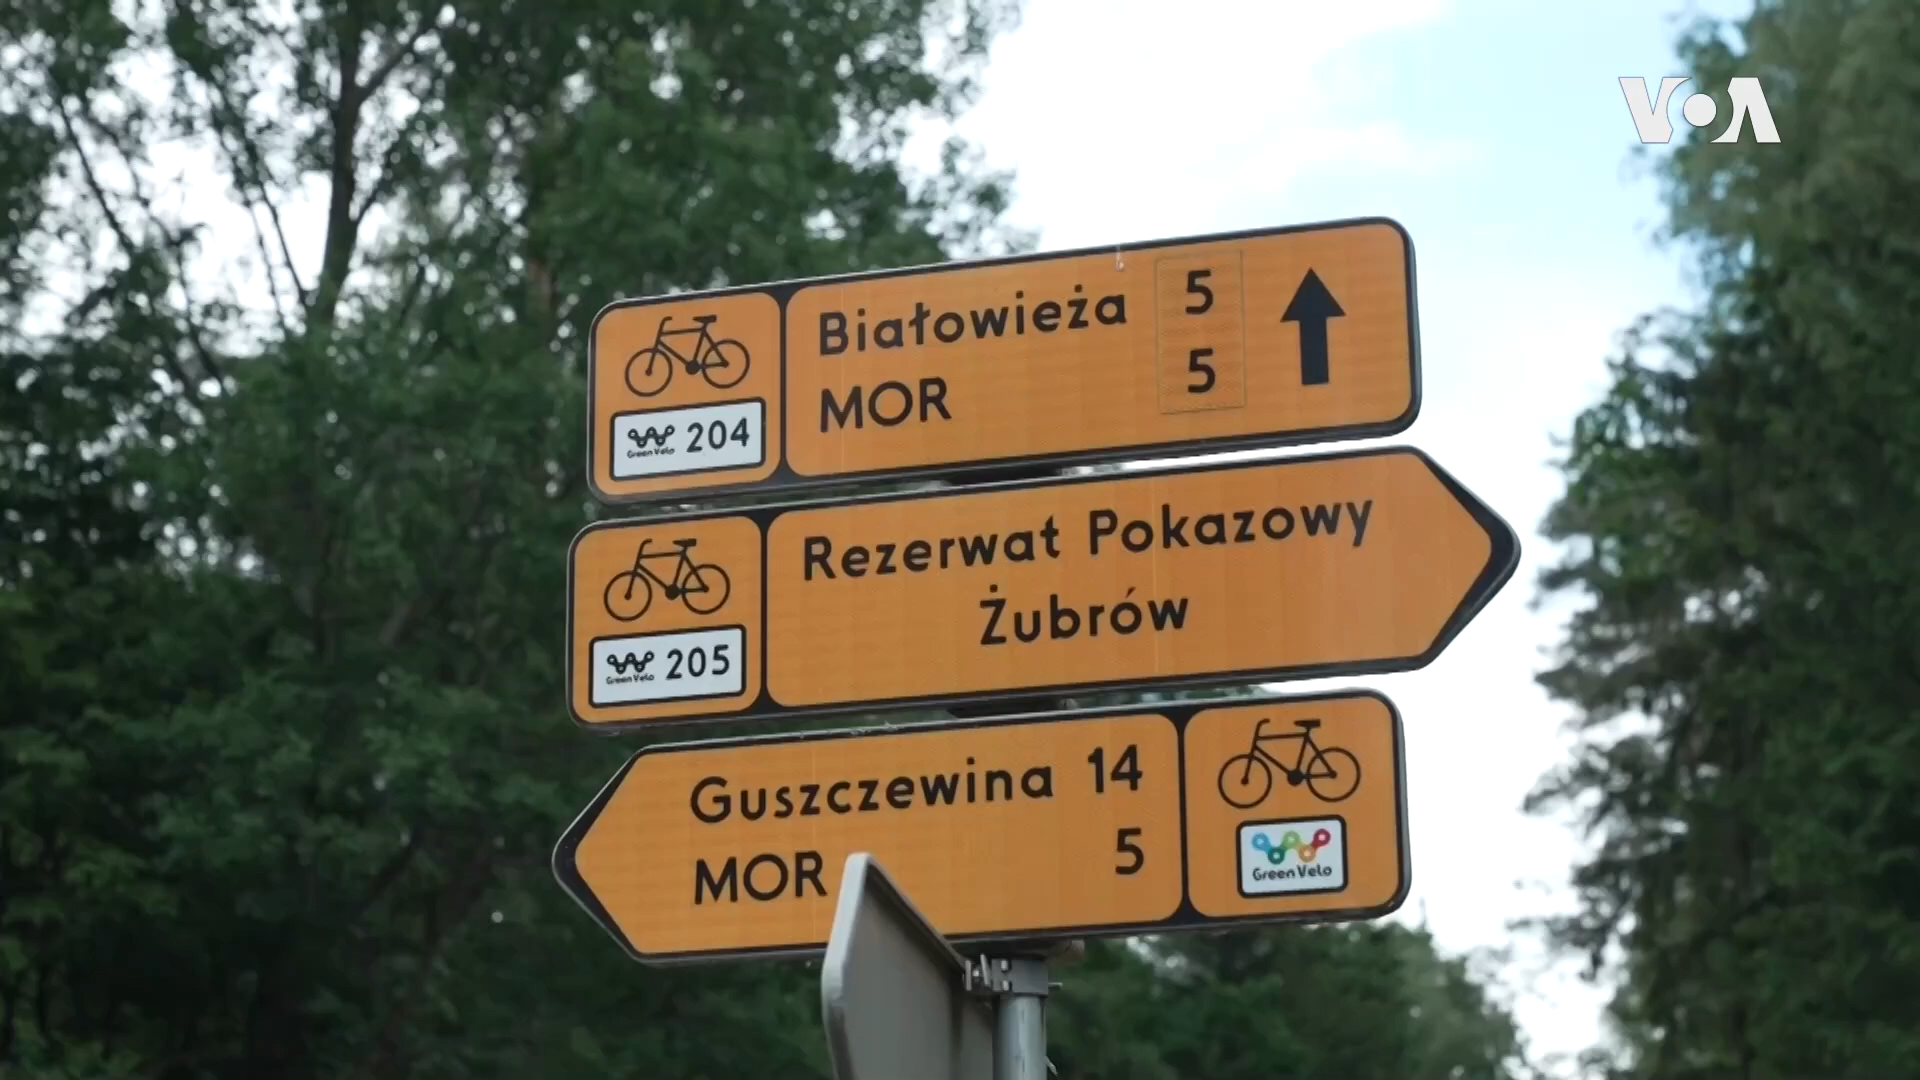 VOA
Białowieża 5
MOR 5
Green Velo 204
Rezerwat Pokazowy
Żubrów
Green Velo 205
Guszczewina 14
MOR 5
Green Velo